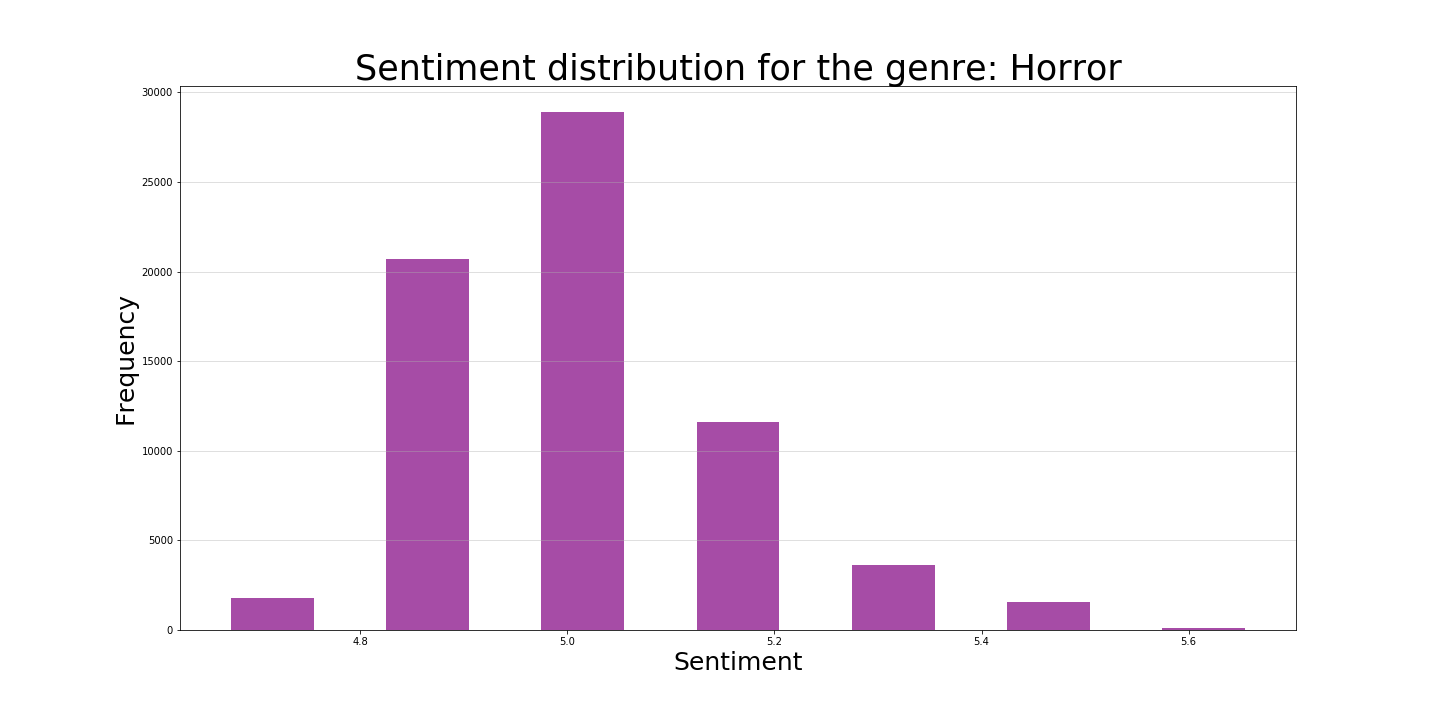 Sentiment distribution for the genre: Horror
30000
25000
20000
15000
10000
5000
0
Frequency
4.8 5.0 5.2 5.4 5.6
Sentiment